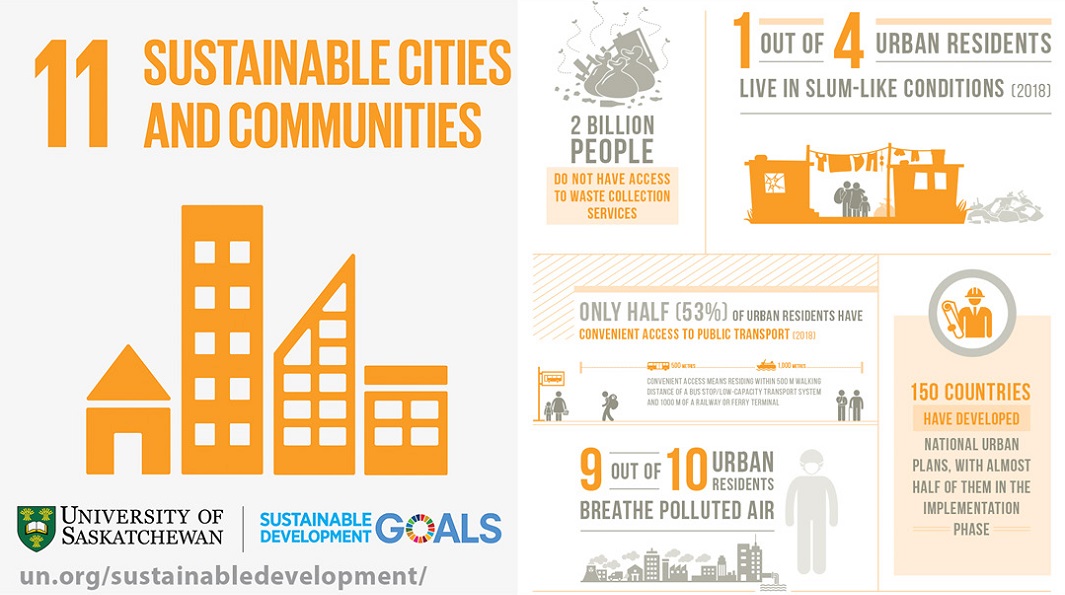 11 SUSTAINABLE CITIES
AND COMMUNITIES
UNIVERSITY OF
SASKATCHEWAN
SUSTAINABLE
DEVELOPMENT
GOALS
un.org/sustainabledevelopment/
2 BILLION
PEOPLE
DO NOT HAVE ACCESS
TO WASTE COLLECTION
SERVICES
1 OUT OF 4 URBAN RESIDENTS
LIVE IN SLUM-LIKE CONDITIONS (2018)
ONLY HALF (53%) OF URBAN RESIDENTS HAVE
CONVENIENT ACCESS TO PUBLIC TRANSPORT (2018)
500 METRES
1,000 METRES
CONVENIENT ACCESS MEANS RESIDING WITHIN 500 M WALKING
DISTANCE OF A BUS STOP/LOW-CAPACITY TRANSPORT SYSTEM
AND 1000 M OF A RAILWAY OR FERRY TERMINAL
9 OUT OF 10 URBAN
RESIDENTS
BREATHE POLLUTED AIR
150 COUNTRIES
HAVE DEVELOPED
NATIONAL URBAN
PLANS, WITH ALMOST
HALF OF THEM IN THE
IMPLEMENTATION
PHASE